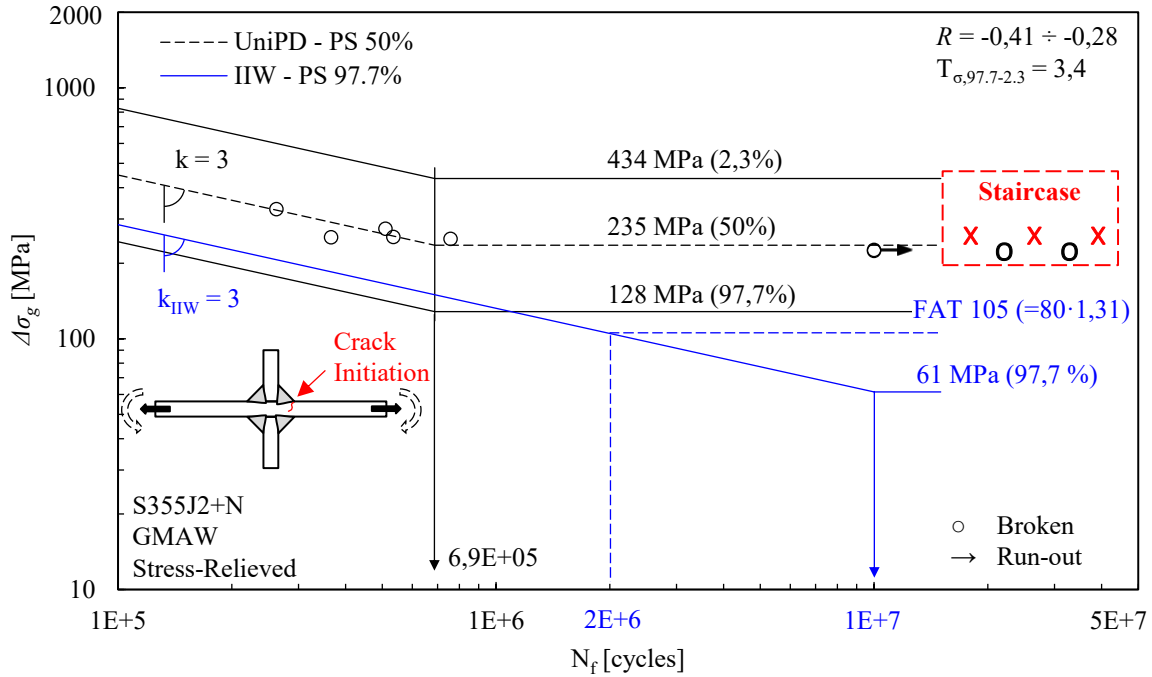 2000
1000
100
10
Δσg [MPa]
UniPD - PS 50%
IIW - PS 97.7%
R = -0,41 ÷ -0,28
Tσ,97.7-2.3 = 3,4
k = 3
kIIW = 3
434 MPa (2,3%)
235 MPa (50%)
128 MPa (97,7%)
Staircase
X X X
O O
FAT 105 (=80·1,31)
61 MPa (97,7 %)
Crack
Initiation
S355J2+N
GMAW
Stress-Relieved
6,9E+05
Broken
Run-out
1E+5
1E+6
2E+6
1E+7
5E+7
Nf [cycles]